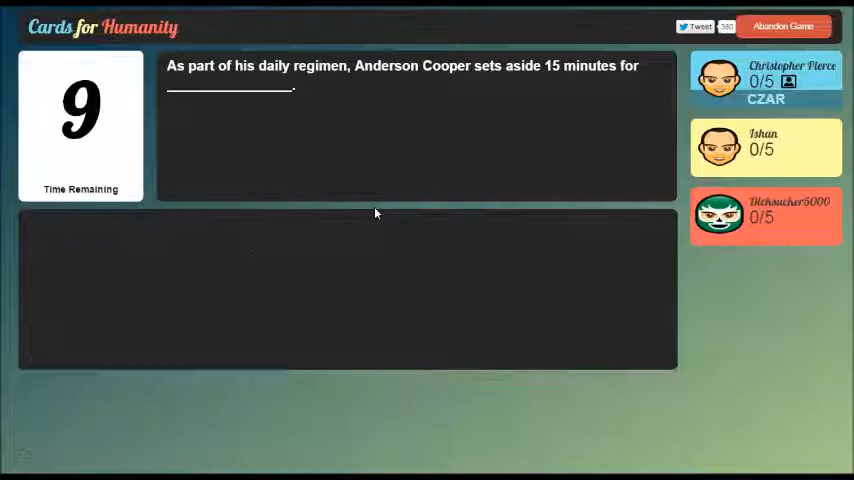 Cards for Humanity
Tweet 360 Abandon Game
9
Time Remaining
As part of his daily regimen, Anderson Cooper sets aside 15 minutes for
______________.
Christopher Pierce
0/5
CZAR
Ishan
0/5
Dicksucker5000
0/5